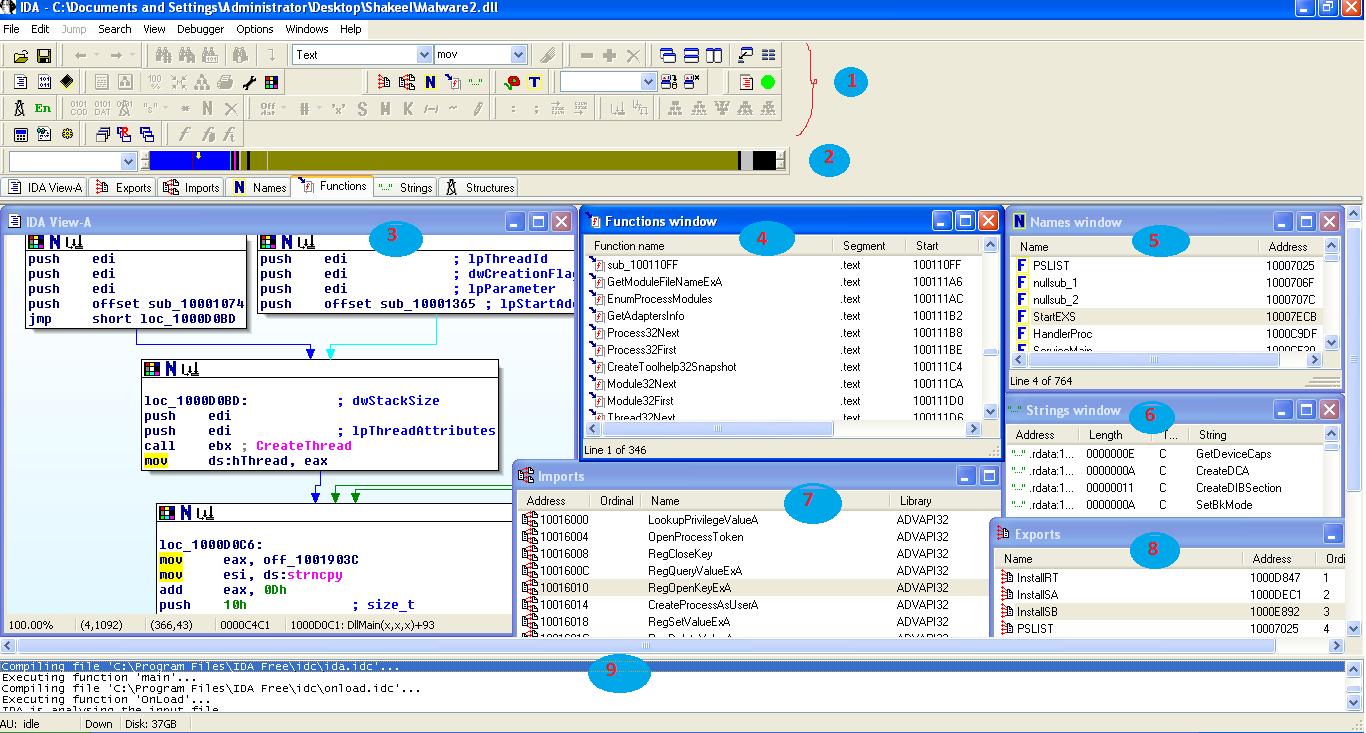 IDA - C:\Documents and Settings\Administrator\Desktop\Shakeel\Malware2.dll
File Edit Jump Search View Debugger Options Windows Help
Text mov
1
En
2
IDA View-A Exports Imports Names Functions Strings Structures
IDA View-A
3
push edi
push edi
push edi
push offset sub_10001074
jmp short loc_1000D0BD
push edi ; lpThreadId
push edi ; dwCreationFlag
push edi ; lpParameter
push offset sub_10001365 ; lpStartAdd
loc_1000D0BD: ; dwStackSize
push edi
push edi ; lpThreadAttributes
call ebx ; CreateThread
mov ds:hThread, eax
loc_1000D0C6:
mov eax, off_1001903C
mov esi, ds:strncpy
add eax, 0Dh
push 10h ; size_t
100.00% (4,1092) (366,43) 0000C4C1 1000D0C1: DllMain(x,x,x)+93
Functions window
4
Function name Segment Start
sub_100110FF .text 100110FF
GetModuleFileNameExA .text 100111A6
EnumProcessModules .text 100111AC
GetAdaptersInfo .text 100111B2
Process32Next .text 100111B8
Process32First .text 100111BE
CreateToolhelp32Snapshot .text 100111C4
Module32Next .text 100111CA
Module32First .text 100111D0
Thread32Next .text 100111D6
Line 1 of 346
Names window
5
Name Address
F PSLIST 10007025
F nullsub_1 1000706F
F nullsub_2 1000707C
F StartEXS 10007ECB
F HandlerProc 1000C9DF
F ServiceMain
Line 4 of 764
Strings window
6
Address Length T... String
.rdata:1... 0000000E C GetDeviceCaps
.rdata:1... 0000000A C CreateDCA
.rdata:1... 00000011 C CreateDIBSection
.rdata:1... 0000000A C SetBkMode
Imports
7
Address Ordinal Name Library
10016000 LookupPrivilegeValueA ADVAPI32
10016004 OpenProcessToken ADVAPI32
10016008 RegCloseKey ADVAPI32
1001600C RegQueryValueExA ADVAPI32
10016010 RegOpenKeyExA ADVAPI32
10016014 CreateProcessAsUserA ADVAPI32
10016018 RegSetValueExA ADVAPI32
Exports
8
Name Address Ordi
InstallRT 1000D847 1
InstallSA 1000DEC1 2
InstallSB 1000E892 3
PSLIST 10007025 4
9
Compiling file 'C:\Program Files\IDA Free\idc\ida.idc'...
Executing function 'main'...
Compiling file 'C:\Program Files\IDA Free\idc\onload.idc'...
Executing function 'OnLoad'...
IDA is analysing the input file
AU: idle Down Disk: 37GB